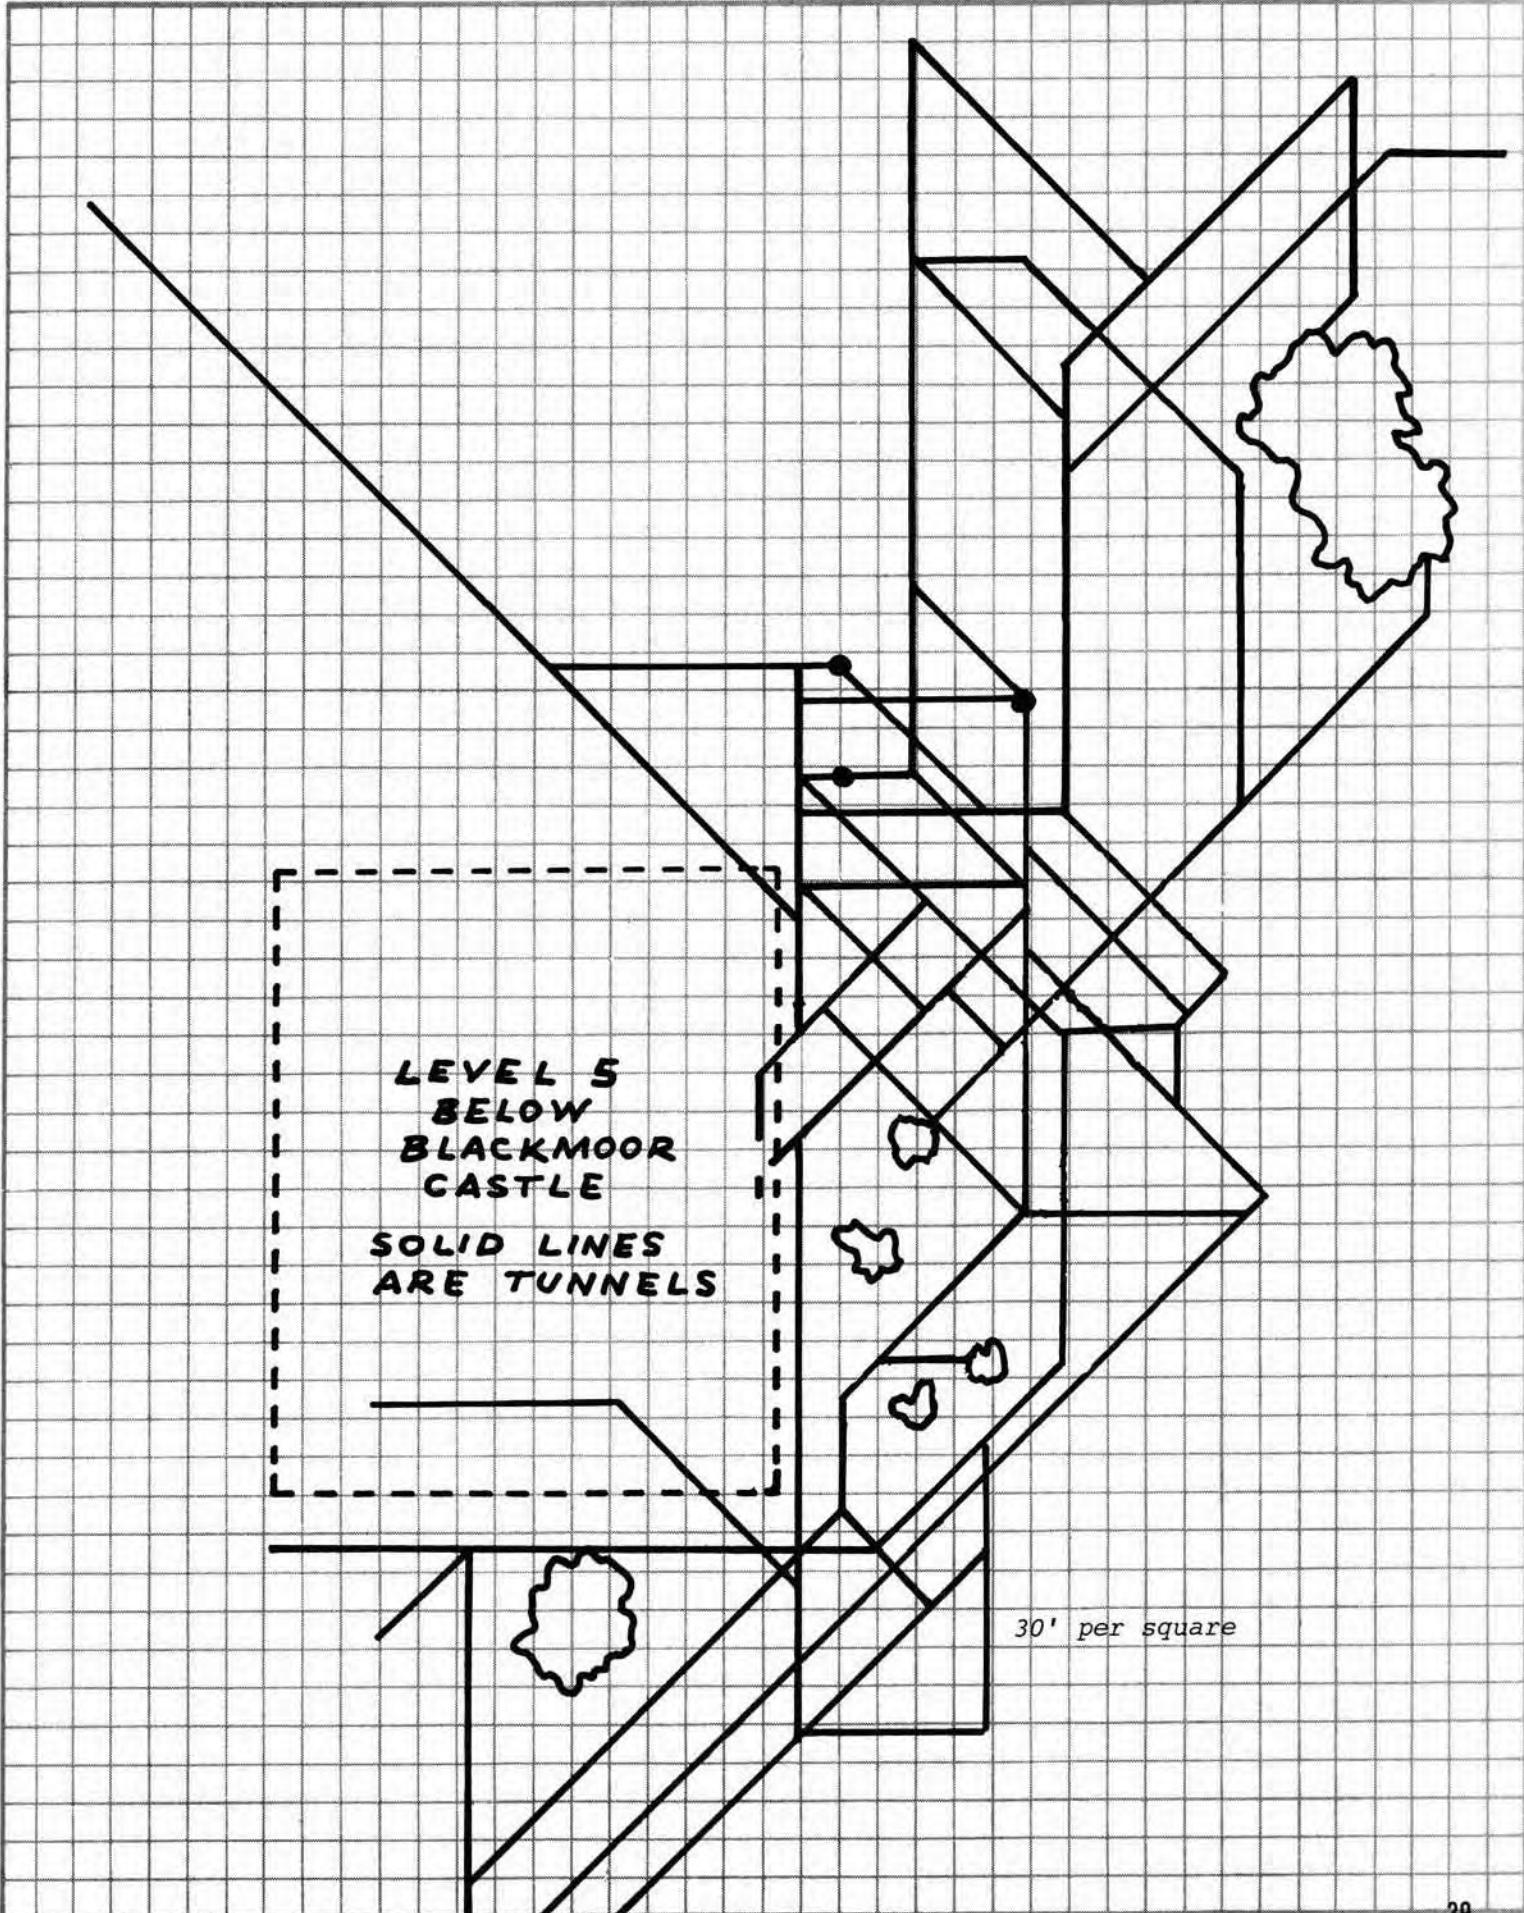 LEVEL 5
BELOW
BLACKMOOR
CASTLE
SOLID LINES
ARE TUNNELS
30' per square